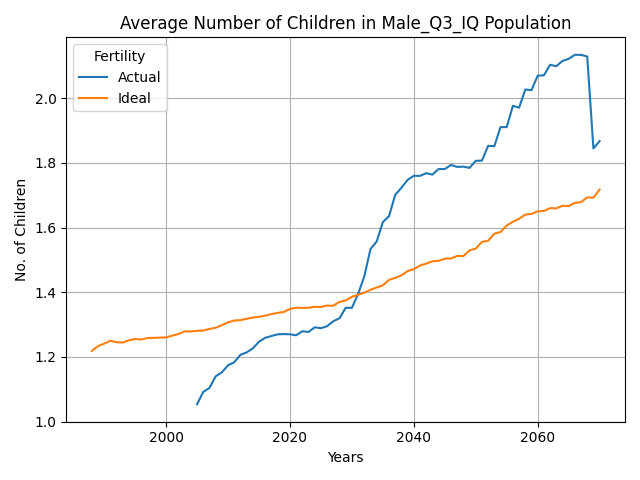 Average Number of Children in Male_Q3_IQ Population
Fertility
Actual
Ideal
No. of Children
2.0
1.8
1.6
1.4
1.2
1.0
2000 2020 2040 2060
Years